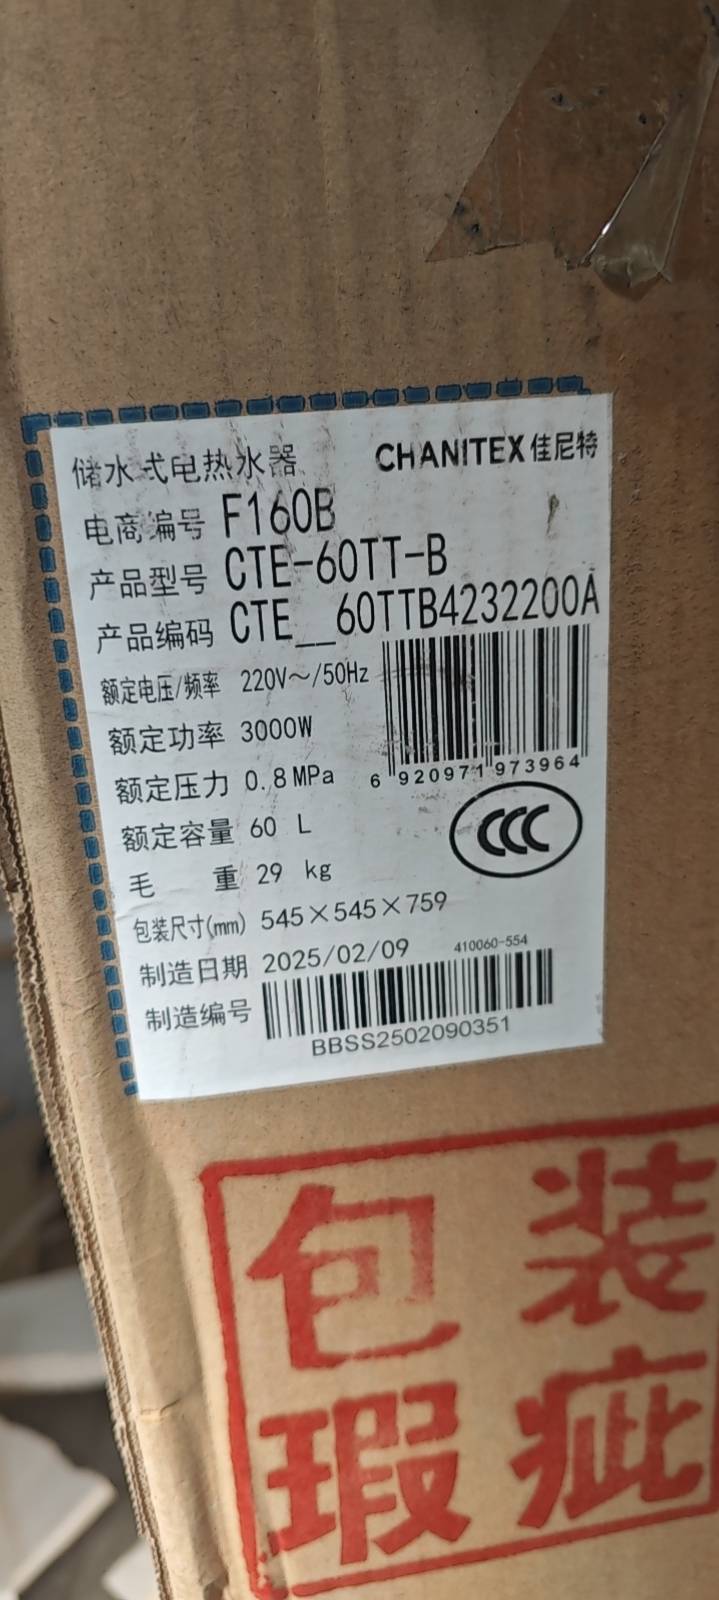 储水式电热水器 CHANITEX佳尼特
电商编号 F160B
产品型号 CTE-60TT-B
产品编码 CTE__60TTB4232200A
额定电压/频率 220V～/50Hz
额定功率 3000W
额定压力 0.8MPa
6 920971 973964
额定容量 60 L
CCC
毛 重 29 kg
包装尺寸(mm) 545×545×759
制造日期 2025/02/09 410060-554
制造编号
BBSS2502090351
包装
瑕疵